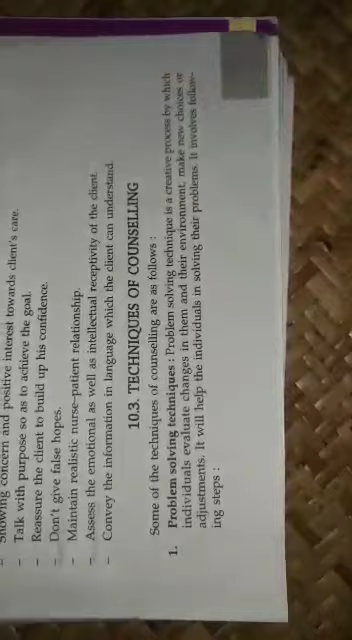 – Showing concern and positive interest towards client's care.
– Talk with purpose so as to achieve the goal.
– Reassure the client to build up his confidence.
– Don't give false hopes.
– Maintain realistic nurse–patient relationship.
– Assess the emotional as well as intellectual receptivity of the client.
– Convey the information in language which the client can understand.
10.3. TECHNIQUES OF COUNSELLING
Some of the techniques of counselling are as follows :
1. Problem solving techniques : Problem solving technique is a creative process by which
individuals evaluate changes in them and their environment, make new choices or
adjustments. It will help the individuals in solving their problems. It involves follow-
ing steps :